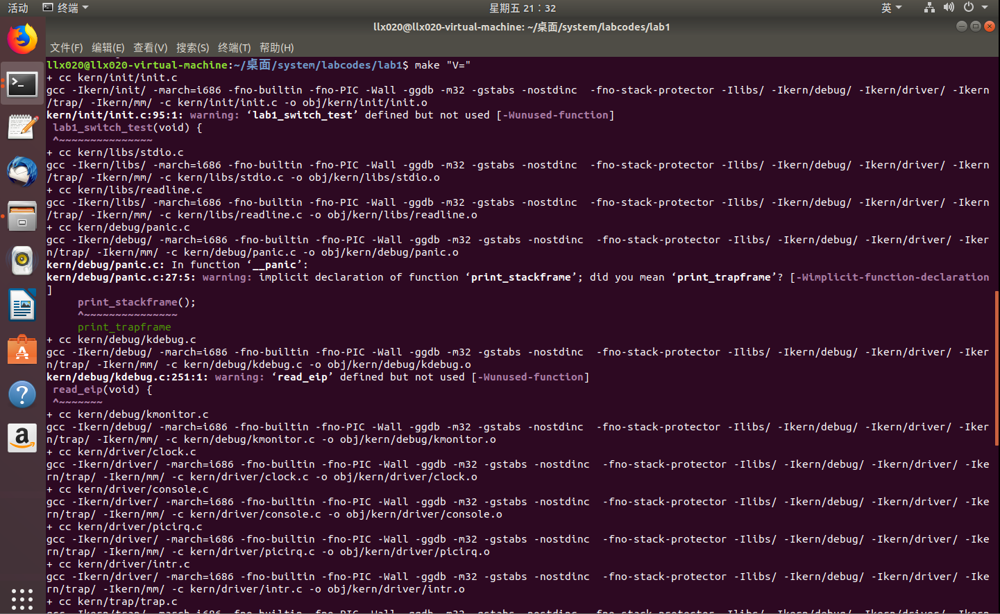 活动
终端
星期五 21：32
英
llx020@llx020-virtual-machine: ~/桌面/system/labcodes/lab1
文件(F) 编辑(E) 查看(V) 搜索(S) 终端(T) 帮助(H)
llx020@llx020-virtual-machine:~/桌面/system/labcodes/lab1$ make "V="
+ cc kern/init/init.c
gcc -Ikern/init/ -march=i686 -fno-builtin -fno-PIC -Wall -ggdb -m32 -gstabs -nostdinc  -fno-stack-protector -Ilibs/ -Ikern/debug/ -Ikern/driver/ -Ikern
/trap/ -Ikern/mm/ -c kern/init/init.c -o obj/kern/init/init.o
kern/init/init.c:95:1: warning: ‘lab1_switch_test’ defined but not used [-Wunused-function]
 lab1_switch_test(void) {
 ^~~~~~~~~~~~~~~~
+ cc kern/libs/stdio.c
gcc -Ikern/libs/ -march=i686 -fno-builtin -fno-PIC -Wall -ggdb -m32 -gstabs -nostdinc  -fno-stack-protector -Ilibs/ -Ikern/debug/ -Ikern/driver/ -Ikern
/trap/ -Ikern/mm/ -c kern/libs/stdio.c -o obj/kern/libs/stdio.o
+ cc kern/libs/readline.c
gcc -Ikern/libs/ -march=i686 -fno-builtin -fno-PIC -Wall -ggdb -m32 -gstabs -nostdinc  -fno-stack-protector -Ilibs/ -Ikern/debug/ -Ikern/driver/ -Ikern
/trap/ -Ikern/mm/ -c kern/libs/readline.c -o obj/kern/libs/readline.o
+ cc kern/debug/panic.c
gcc -Ikern/debug/ -march=i686 -fno-builtin -fno-PIC -Wall -ggdb -m32 -gstabs -nostdinc  -fno-stack-protector -Ilibs/ -Ikern/debug/ -Ikern/driver/ -Iker
n/trap/ -Ikern/mm/ -c kern/debug/panic.c -o obj/kern/debug/panic.o
kern/debug/panic.c: In function ‘__panic’:
kern/debug/panic.c:27:5: warning: implicit declaration of function ‘print_stackframe’; did you mean ‘print_trapframe’? [-Wimplicit-function-declaration
]
     print_stackframe();
     ^~~~~~~~~~~~~~~~
     print_trapframe
+ cc kern/debug/kdebug.c
gcc -Ikern/debug/ -march=i686 -fno-builtin -fno-PIC -Wall -ggdb -m32 -gstabs -nostdinc  -fno-stack-protector -Ilibs/ -Ikern/debug/ -Ikern/driver/ -Iker
n/trap/ -Ikern/mm/ -c kern/debug/kdebug.c -o obj/kern/debug/kdebug.o
kern/debug/kdebug.c:251:1: warning: ‘read_eip’ defined but not used [-Wunused-function]
 read_eip(void) {
 ^~~~~~~~
+ cc kern/debug/kmonitor.c
gcc -Ikern/debug/ -march=i686 -fno-builtin -fno-PIC -Wall -ggdb -m32 -gstabs -nostdinc  -fno-stack-protector -Ilibs/ -Ikern/debug/ -Ikern/driver/ -Iker
n/trap/ -Ikern/mm/ -c kern/debug/kmonitor.c -o obj/kern/debug/kmonitor.o
+ cc kern/driver/clock.c
gcc -Ikern/driver/ -march=i686 -fno-builtin -fno-PIC -Wall -ggdb -m32 -gstabs -nostdinc  -fno-stack-protector -Ilibs/ -Ikern/debug/ -Ikern/driver/ -Ike
rn/trap/ -Ikern/mm/ -c kern/driver/clock.c -o obj/kern/driver/clock.o
+ cc kern/driver/console.c
gcc -Ikern/driver/ -march=i686 -fno-builtin -fno-PIC -Wall -ggdb -m32 -gstabs -nostdinc  -fno-stack-protector -Ilibs/ -Ikern/debug/ -Ikern/driver/ -Ike
rn/trap/ -Ikern/mm/ -c kern/driver/console.c -o obj/kern/driver/console.o
+ cc kern/driver/picirq.c
gcc -Ikern/driver/ -march=i686 -fno-builtin -fno-PIC -Wall -ggdb -m32 -gstabs -nostdinc  -fno-stack-protector -Ilibs/ -Ikern/debug/ -Ikern/driver/ -Ike
rn/trap/ -Ikern/mm/ -c kern/driver/picirq.c -o obj/kern/driver/picirq.o
+ cc kern/driver/intr.c
gcc -Ikern/driver/ -march=i686 -fno-builtin -fno-PIC -Wall -ggdb -m32 -gstabs -nostdinc  -fno-stack-protector -Ilibs/ -Ikern/debug/ -Ikern/driver/ -Ike
rn/trap/ -Ikern/mm/ -c kern/driver/intr.c -o obj/kern/driver/intr.o
+ cc kern/trap/trap.c